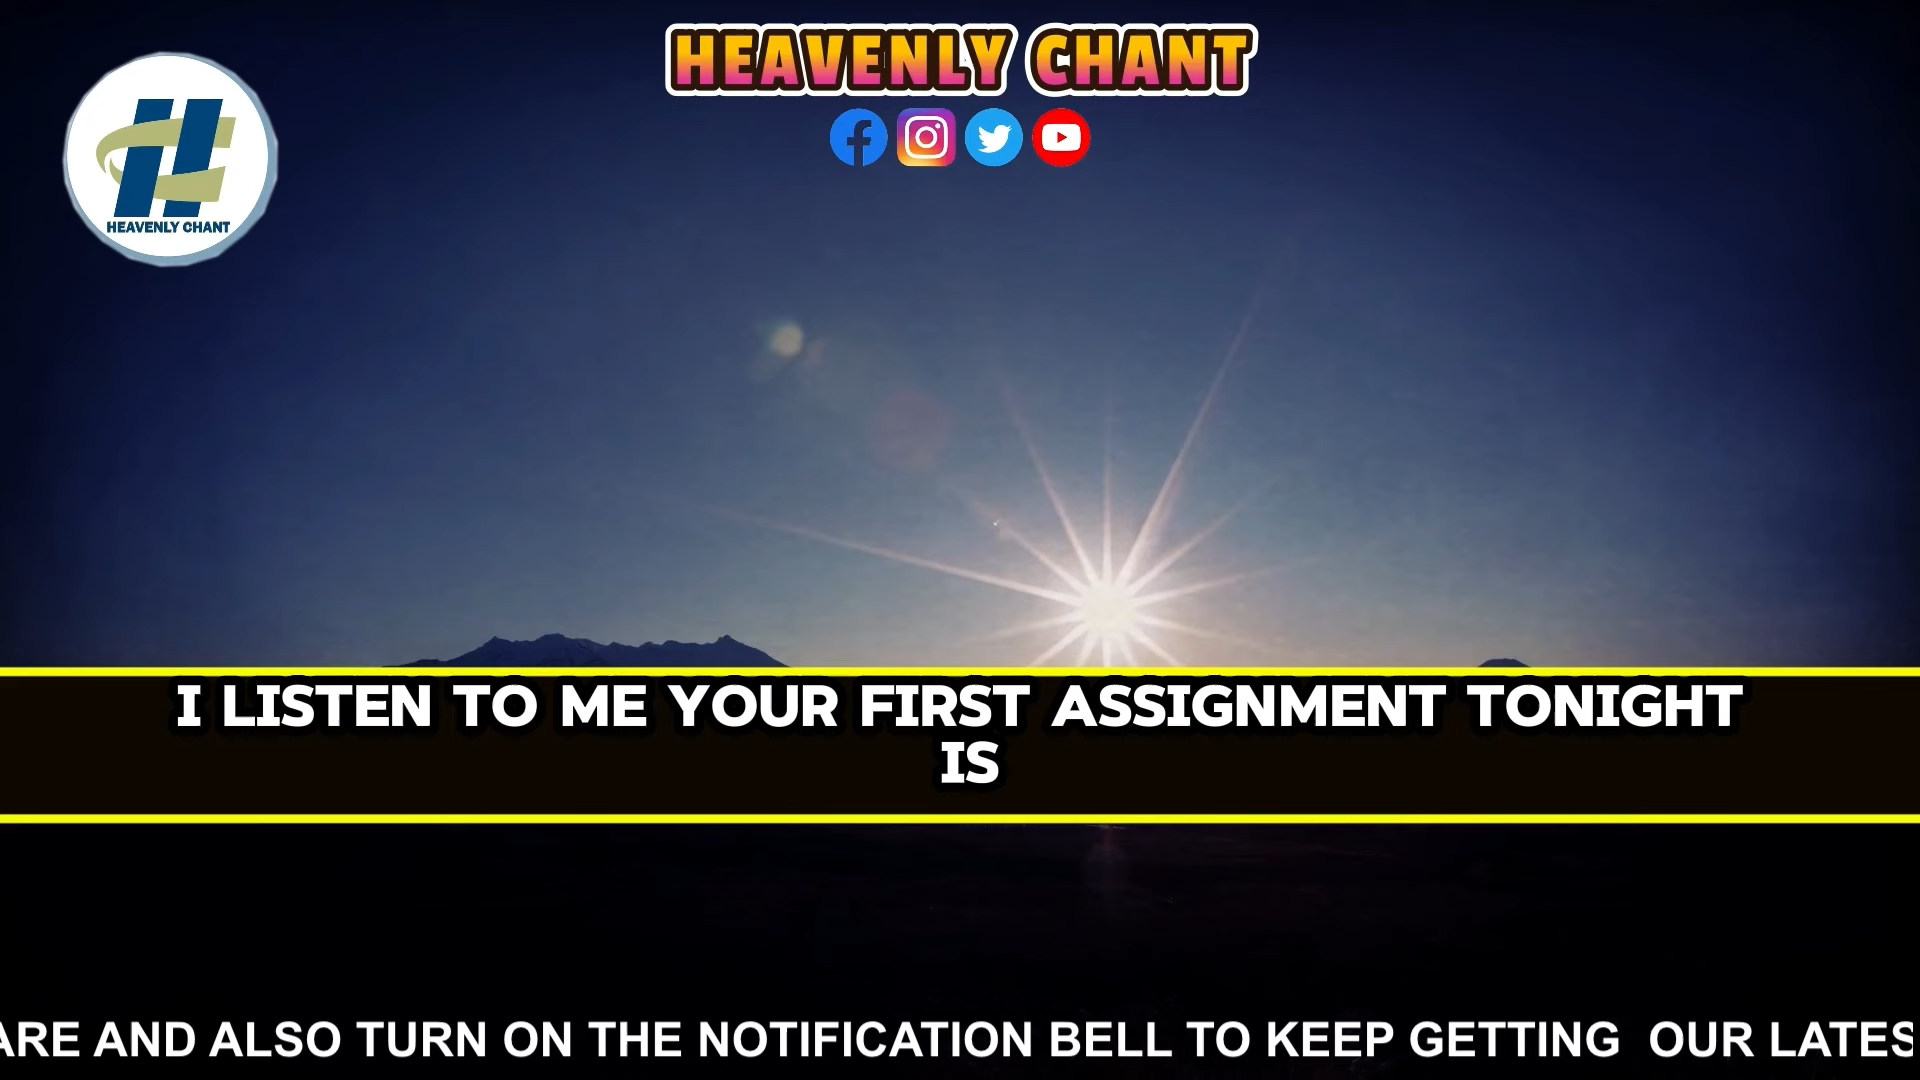 HEAVENLY CHANT
HEAVENLY CHANT
I LISTEN TO ME YOUR FIRST ASSIGNMENT TONIGHT
IS
ARE AND ALSO TURN ON THE NOTIFICATION BELL TO KEEP GETTING OUR LATES